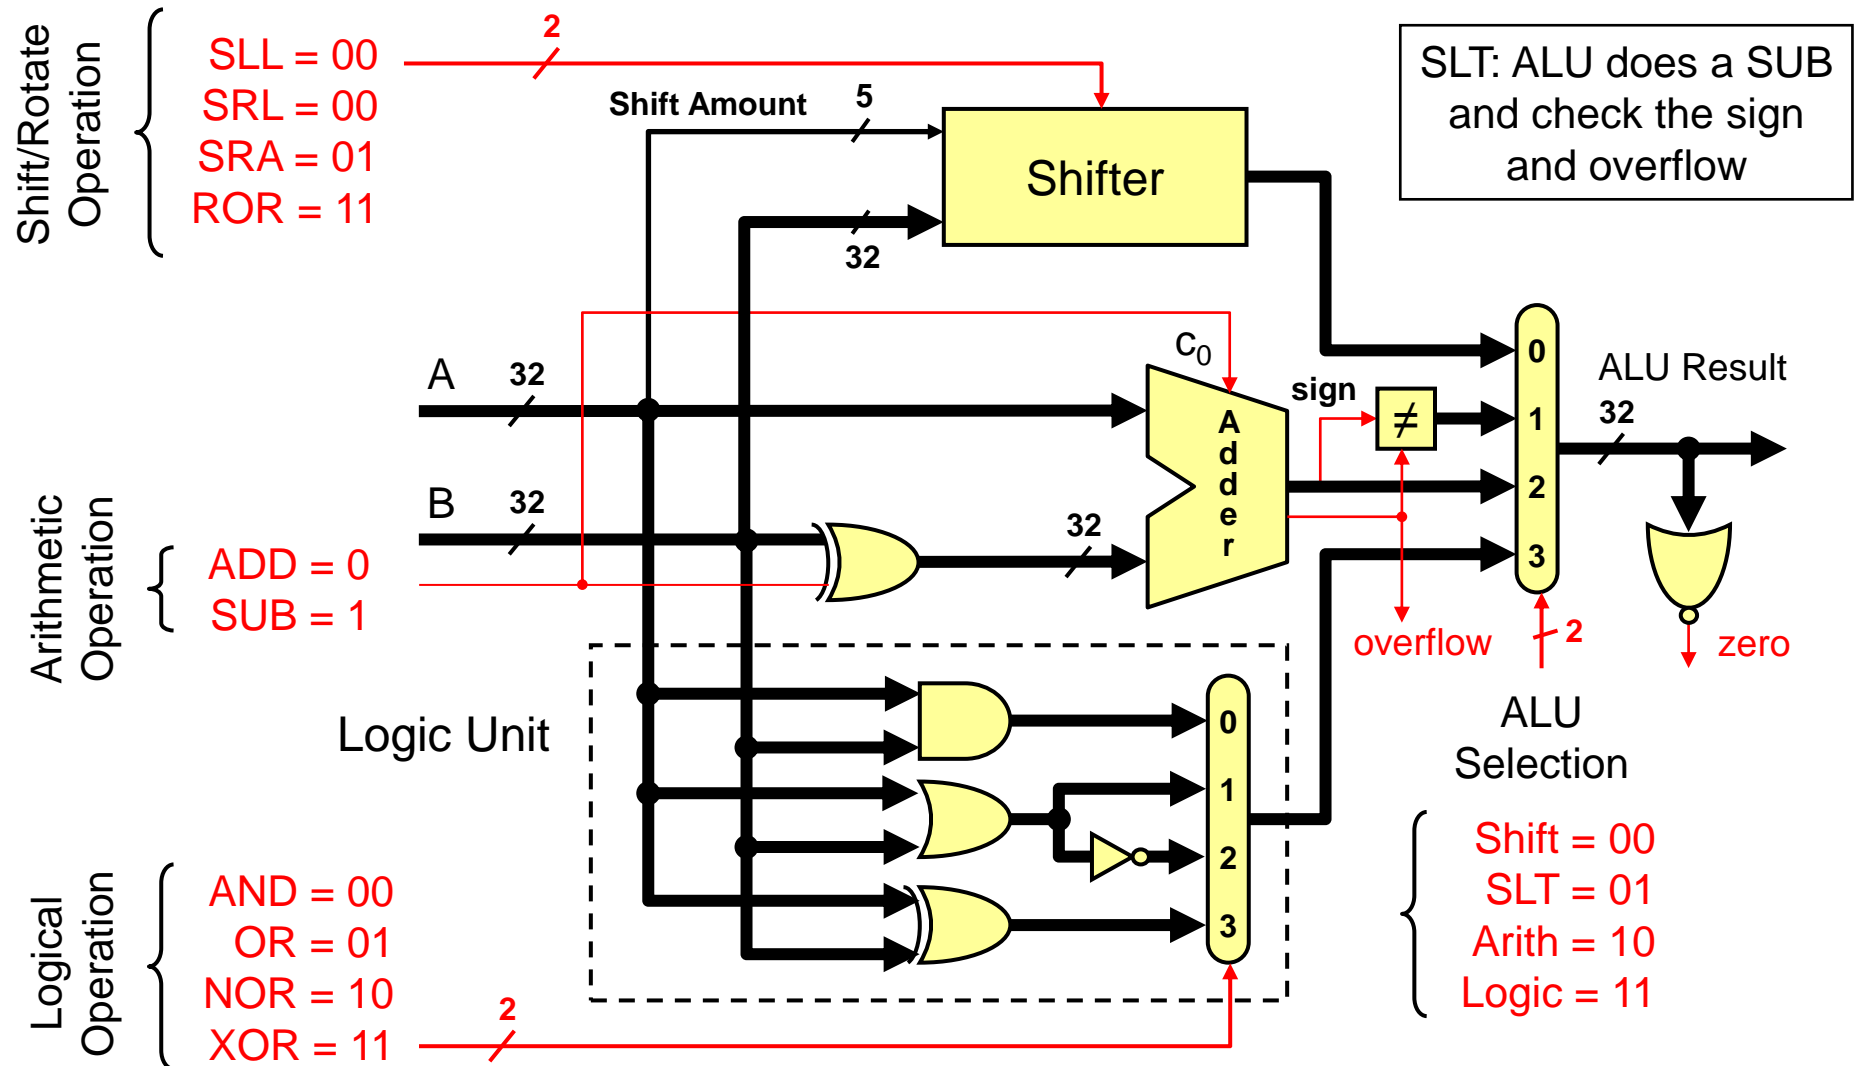 Shift/Rotate
Operation
SLL = 00
SRL = 00
SRA = 01
ROR = 11
2
Shift Amount
5
Shifter
32
SLT: ALU does a SUB
and check the sign
and overflow
A
32
B
32
c0
Adder
32
sign
≠
0
1
2
3
ALU Result
32
overflow
2
zero
Arithmetic
Operation
ADD = 0
SUB = 1
Logic Unit
0
1
2
3
ALU
Selection
Shift = 00
SLT = 01
Arith = 10
Logic = 11
Logical
Operation
AND = 00
OR = 01
NOR = 10
XOR = 11
2